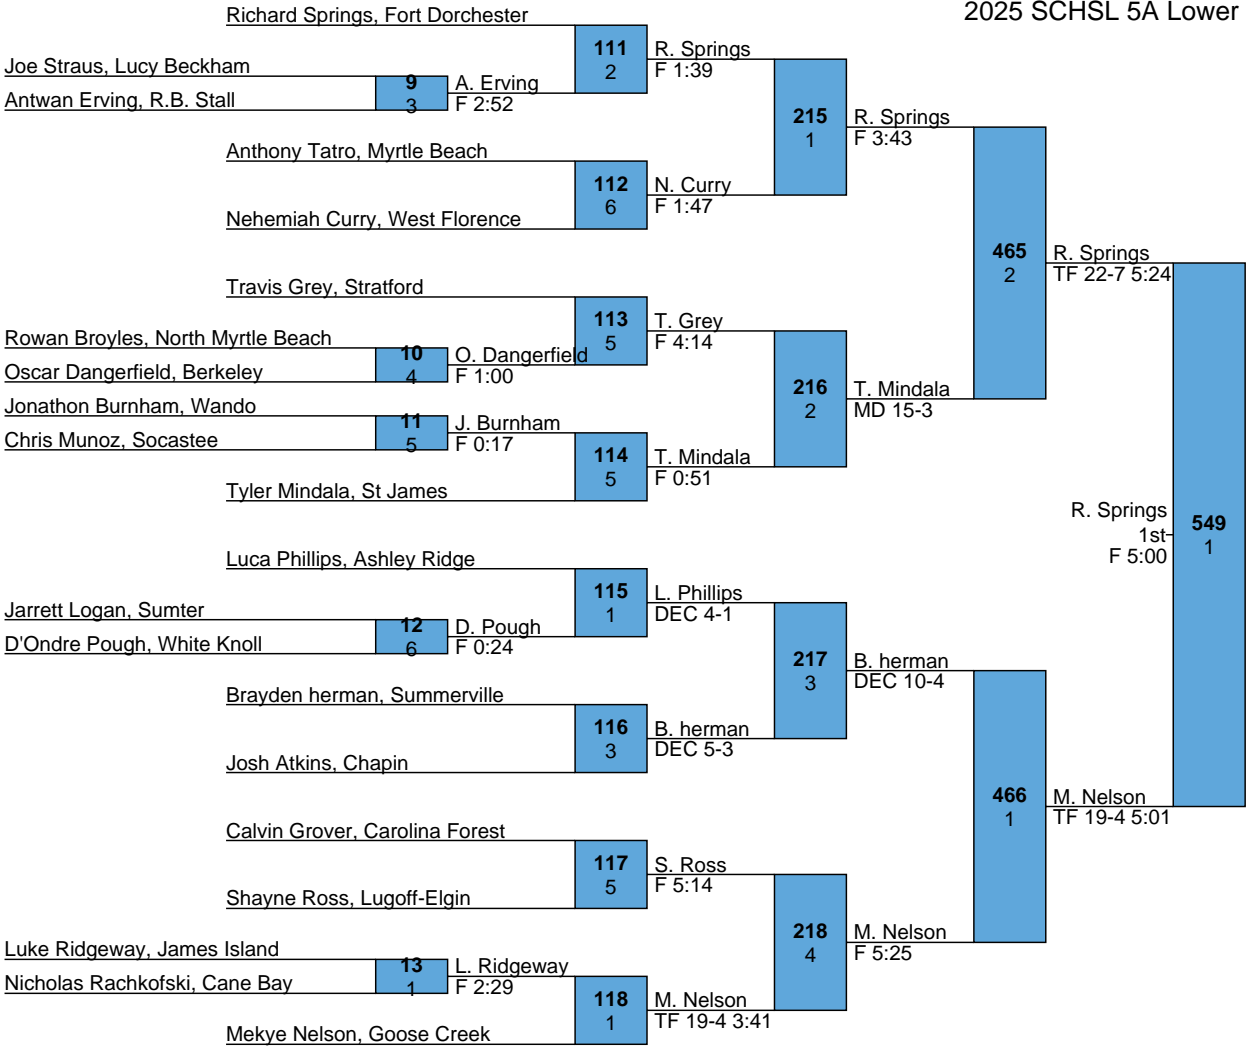 2025 SCHSL 5A Lower
Richard Springs, Fort Dorchester
111
2
R. Springs
F 1:39
Joe Straus, Lucy Beckham
Antwan Erving, R.B. Stall
9
3
A. Erving
F 2:52
215
1
R. Springs
F 3:43
Anthony Tatro, Myrtle Beach
Nehemiah Curry, West Florence
112
6
N. Curry
F 1:47
465
2
R. Springs
TF 22-7 5:24
Travis Grey, Stratford
113
5
T. Grey
F 4:14
Rowan Broyles, North Myrtle Beach
Oscar Dangerfield, Berkeley
10
4
O. Dangerfield
F 1:00
216
2
T. Mindala
MD 15-3
Jonathon Burnham, Wando
Chris Munoz, Socastee
11
5
J. Burnham
F 0:17
114
5
T. Mindala
F 0:51
Tyler Mindala, St James
R. Springs
1st
F 5:00
549
1
Luca Phillips, Ashley Ridge
115
1
L. Phillips
DEC 4-1
Jarrett Logan, Sumter
D'Ondre Pough, White Knoll
12
6
D. Pough
F 0:24
217
3
B. herman
DEC 10-4
Brayden herman, Summerville
Josh Atkins, Chapin
116
3
B. herman
DEC 5-3
466
1
M. Nelson
TF 19-4 5:01
Calvin Grover, Carolina Forest
Shayne Ross, Lugoff-Elgin
117
5
S. Ross
F 5:14
218
4
M. Nelson
F 5:25
Luke Ridgeway, James Island
Nicholas Rachkofski, Cane Bay
13
1
L. Ridgeway
F 2:29
118
1
M. Nelson
TF 19-4 3:41
Mekye Nelson, Goose Creek